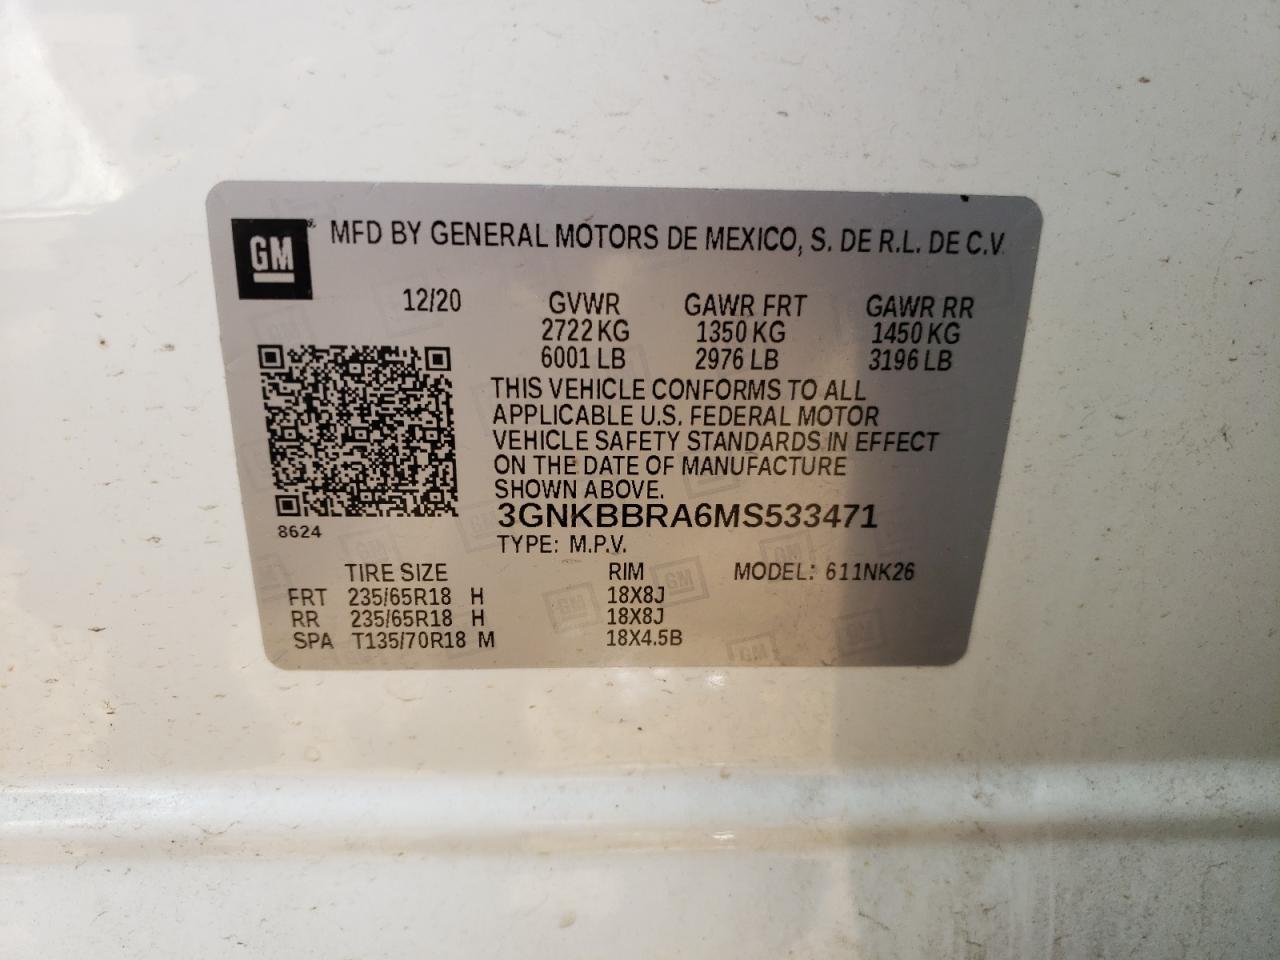 GM ® MFD BY GENERAL MOTORS DE MEXICO, S. DE R.L. DE C.V.
12/20 GVWR GAWR FRT GAWR RR
2722 KG 1350 KG 1450 KG
6001 LB 2976 LB 3196 LB
THIS VEHICLE CONFORMS TO ALL
APPLICABLE U.S. FEDERAL MOTOR
VEHICLE SAFETY STANDARDS IN EFFECT
ON THE DATE OF MANUFACTURE
SHOWN ABOVE.
3GNKBBRA6MS533471
8624
TYPE: M.P.V.
TIRE SIZE RIM MODEL: 611NK26
FRT 235/65R18 H 18X8J
RR 235/65R18 H 18X8J
SPA T135/70R18 M 18X4.5B